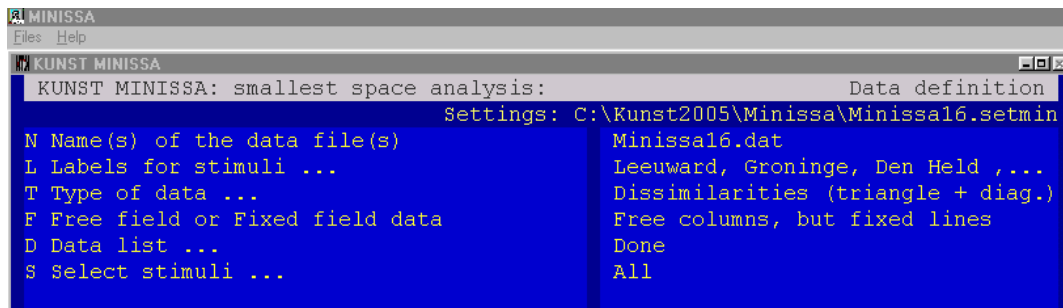 MINISSA
Files Help
KUNST MINISSA
KUNST MINISSA: smallest space analysis: Data definition
Settings: C:\Kunst2005\Minissa\Minissa16.setmin
N Name(s) of the data file(s) Minissa16.dat
L Labels for stimuli ... Leeuward, Groninge, Den Held ,...
T Type of data ... Dissimilarities (triangle + diag.)
F Free field or Fixed field data Free columns, but fixed lines
D Data list ... Done
S Select stimuli ... All